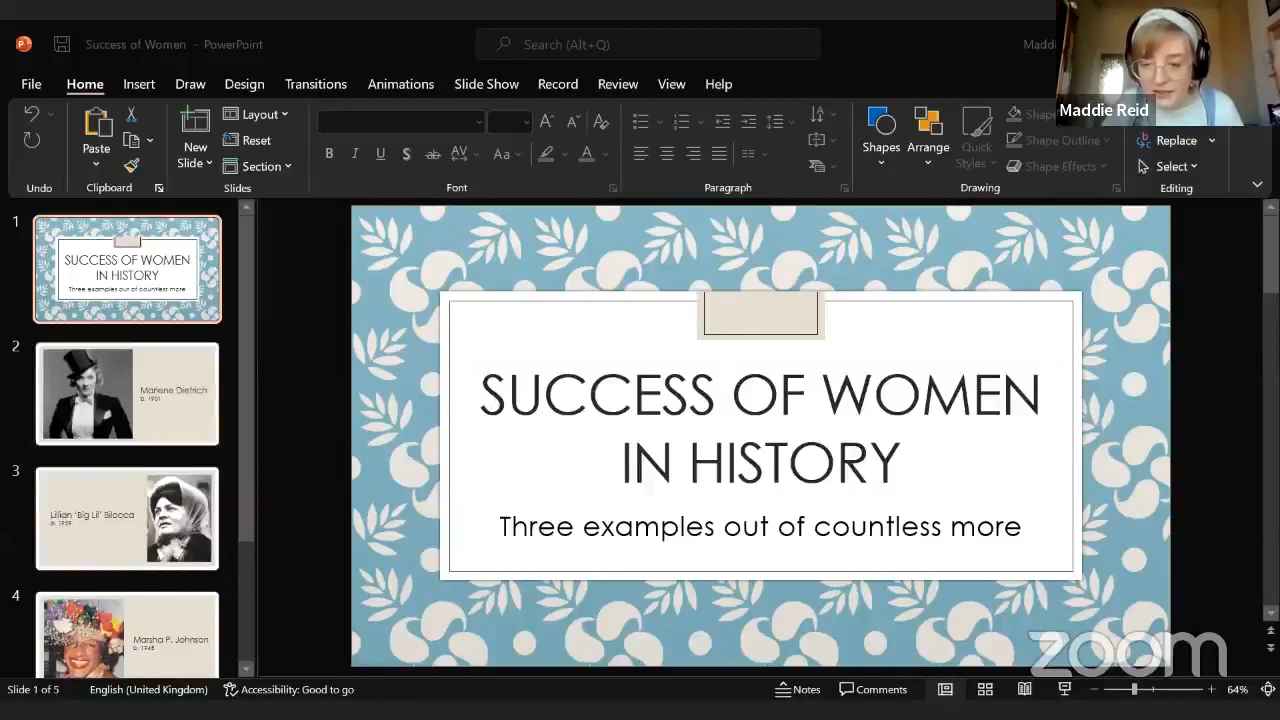 Success of Women - PowerPoint
Search (Alt+Q)
Maddi
Maddie Reid
File Home Insert Draw Design Transitions Animations Slide Show Record Review View Help
Paste
New Slide
Layout
Reset
Section
B I U S ab AV Aa A
Shapes
Arrange
Quick Styles
Shape
Shape Outline
Shape Effects
Replace
Select
Undo Clipboard Slides Font Paragraph Drawing Editing
1
SUCCESS OF WOMEN
IN HISTORY
Three examples out of countless more
2
Marlene Dietrich
b. 1901
3
Lillian 'Big Lil' Bilocca
b. 1929
4
Marsha P. Johnson
b. 1945
SUCCESS OF WOMEN
IN HISTORY
Three examples out of countless more
zoom
Slide 1 of 5 English (United Kingdom) Accessibility: Good to go Notes Comments 64%